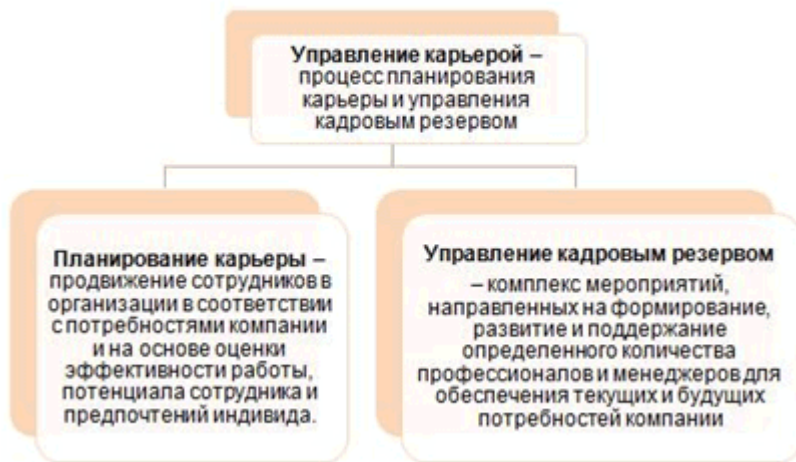 Управление карьерой –
процесс планирования
карьеры и управления
кадровым резервом
Планирование карьеры –
продвижение сотрудников в
организации в соответствии
с потребностями компании
и на основе оценки
эффективности работы,
потенциала сотрудника и
предпочтений индивида.
Управление кадровым резервом
– комплекс мероприятий,
направленных на формирование,
развитие и поддержание
определенного количества
профессионалов и менеджеров для
обеспечения текущих и будущих
потребностей компании